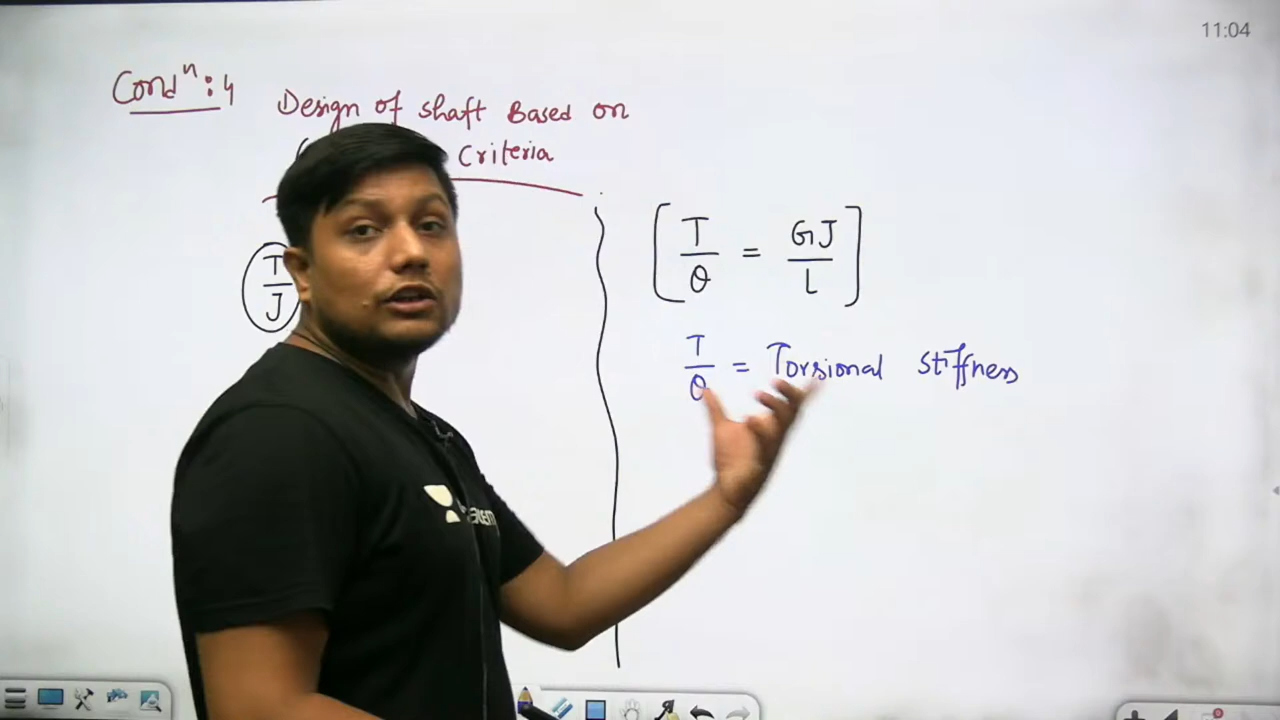 11:04
Condⁿ: 4
Design of shaft Based on
Criteria
T/J
[T/θ = GJ/l]
T/θ = Torsional stiffness